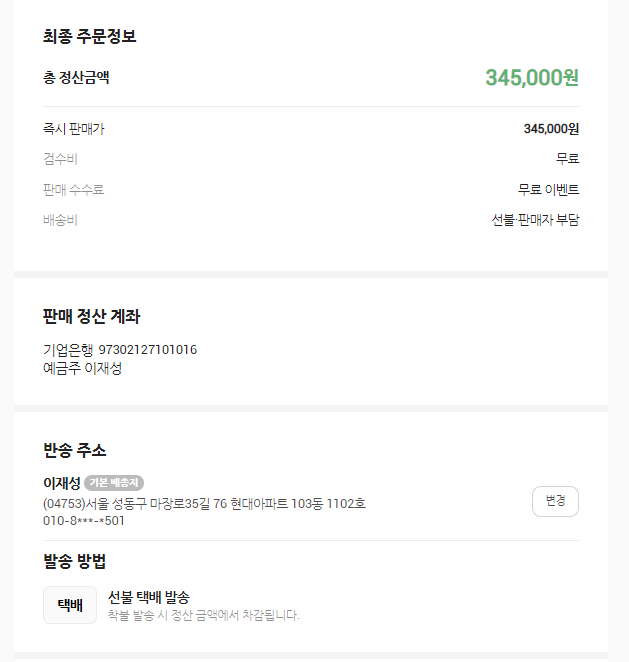 최종 주문정보
총 정산금액 345,000원
즉시 판매가 345,000원
검수비 무료
판매 수수료 무료 이벤트
배송비 선불·판매자 부담
판매 정산 계좌
기업은행 97302127101016
예금주 이재성
반송 주소
이재성 기본 배송지
(04753)서울 성동구 마장로35길 76 현대아파트 103동 1102호
변경
010-8***-*501
발송 방법
택배 선불 택배 발송
착불 발송 시 정산 금액에서 차감됩니다.